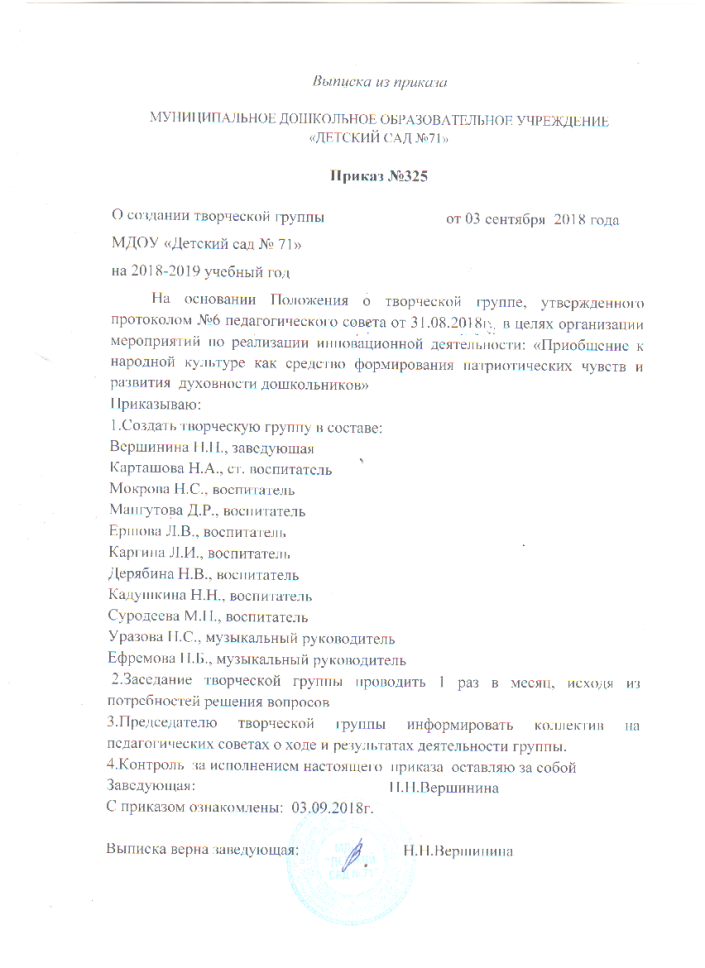 Выписка из приказа
МУНИЦИПАЛЬНОЕ ДОШКОЛЬНОЕ ОБРАЗОВАТЕЛЬНОЕ УЧРЕЖДЕНИЕ
«ДЕТСКИЙ САД №71»
Приказ №325
О создании творческой группы от 03 сентября 2018 года
МДОУ «Детский сад № 71»
на 2018-2019 учебный год
На основании Положения о творческой группе, утвержденного
протоколом №6 педагогического совета от 31.08.2018г., в целях организации
мероприятий по реализации инновационной деятельности: «Приобщение к
народной культуре как средство формирования патриотических чувств и
развития духовности дошкольников»
Приказываю:
1.Создать творческую группу в составе:
Вершинина Н.Н., заведующая
Карташова Н.А., ст. воспитатель
Мокрова Н.С., воспитатель
Мангутова Д.Р., воспитатель
Ершова Л.В., воспитатель
Каргина Л.И., воспитатель
Дерябина Н.В., воспитатель
Кадушкина Н.Н., воспитатель
Суродеева М.Н., воспитатель
Уразова Н.С., музыкальный руководитель
Ефремова Н.Б., музыкальный руководитель
2.Заседание творческой группы проводить 1 раз в месяц, исходя из
потребностей решения вопросов
3.Председателю творческой группы информировать коллектив на
педагогических советах о ходе и результатах деятельности группы.
4.Контроль за исполнением настоящего приказа оставляю за собой
Заведующая: Н.Н.Вершинина
С приказом ознакомлены: 03.09.2018г.
Выписка верна заведующая: Н.Н.Вершинина